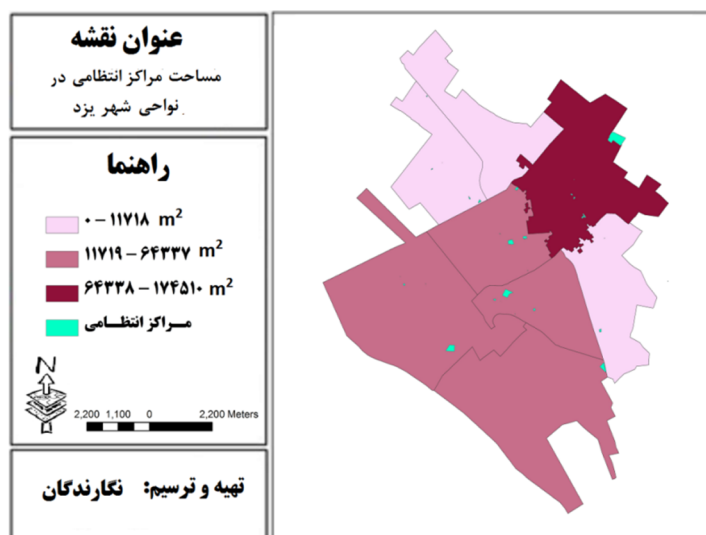 عنوان نقشه
مساحت مراکز انتظامی در
نواحی شهر یزد.
راهنما
۰ – ۱۱۷۱۸ m²
۱۱۷۱۹ – ۶۴۳۳۷ m²
۶۴۳۳۸ – ۱۷۴۵۱۰ m²
مـــراکز انتظـــامی
N
2,200 1,100 0 2,200 Meters
تهیه و ترسیم: نگارندگان